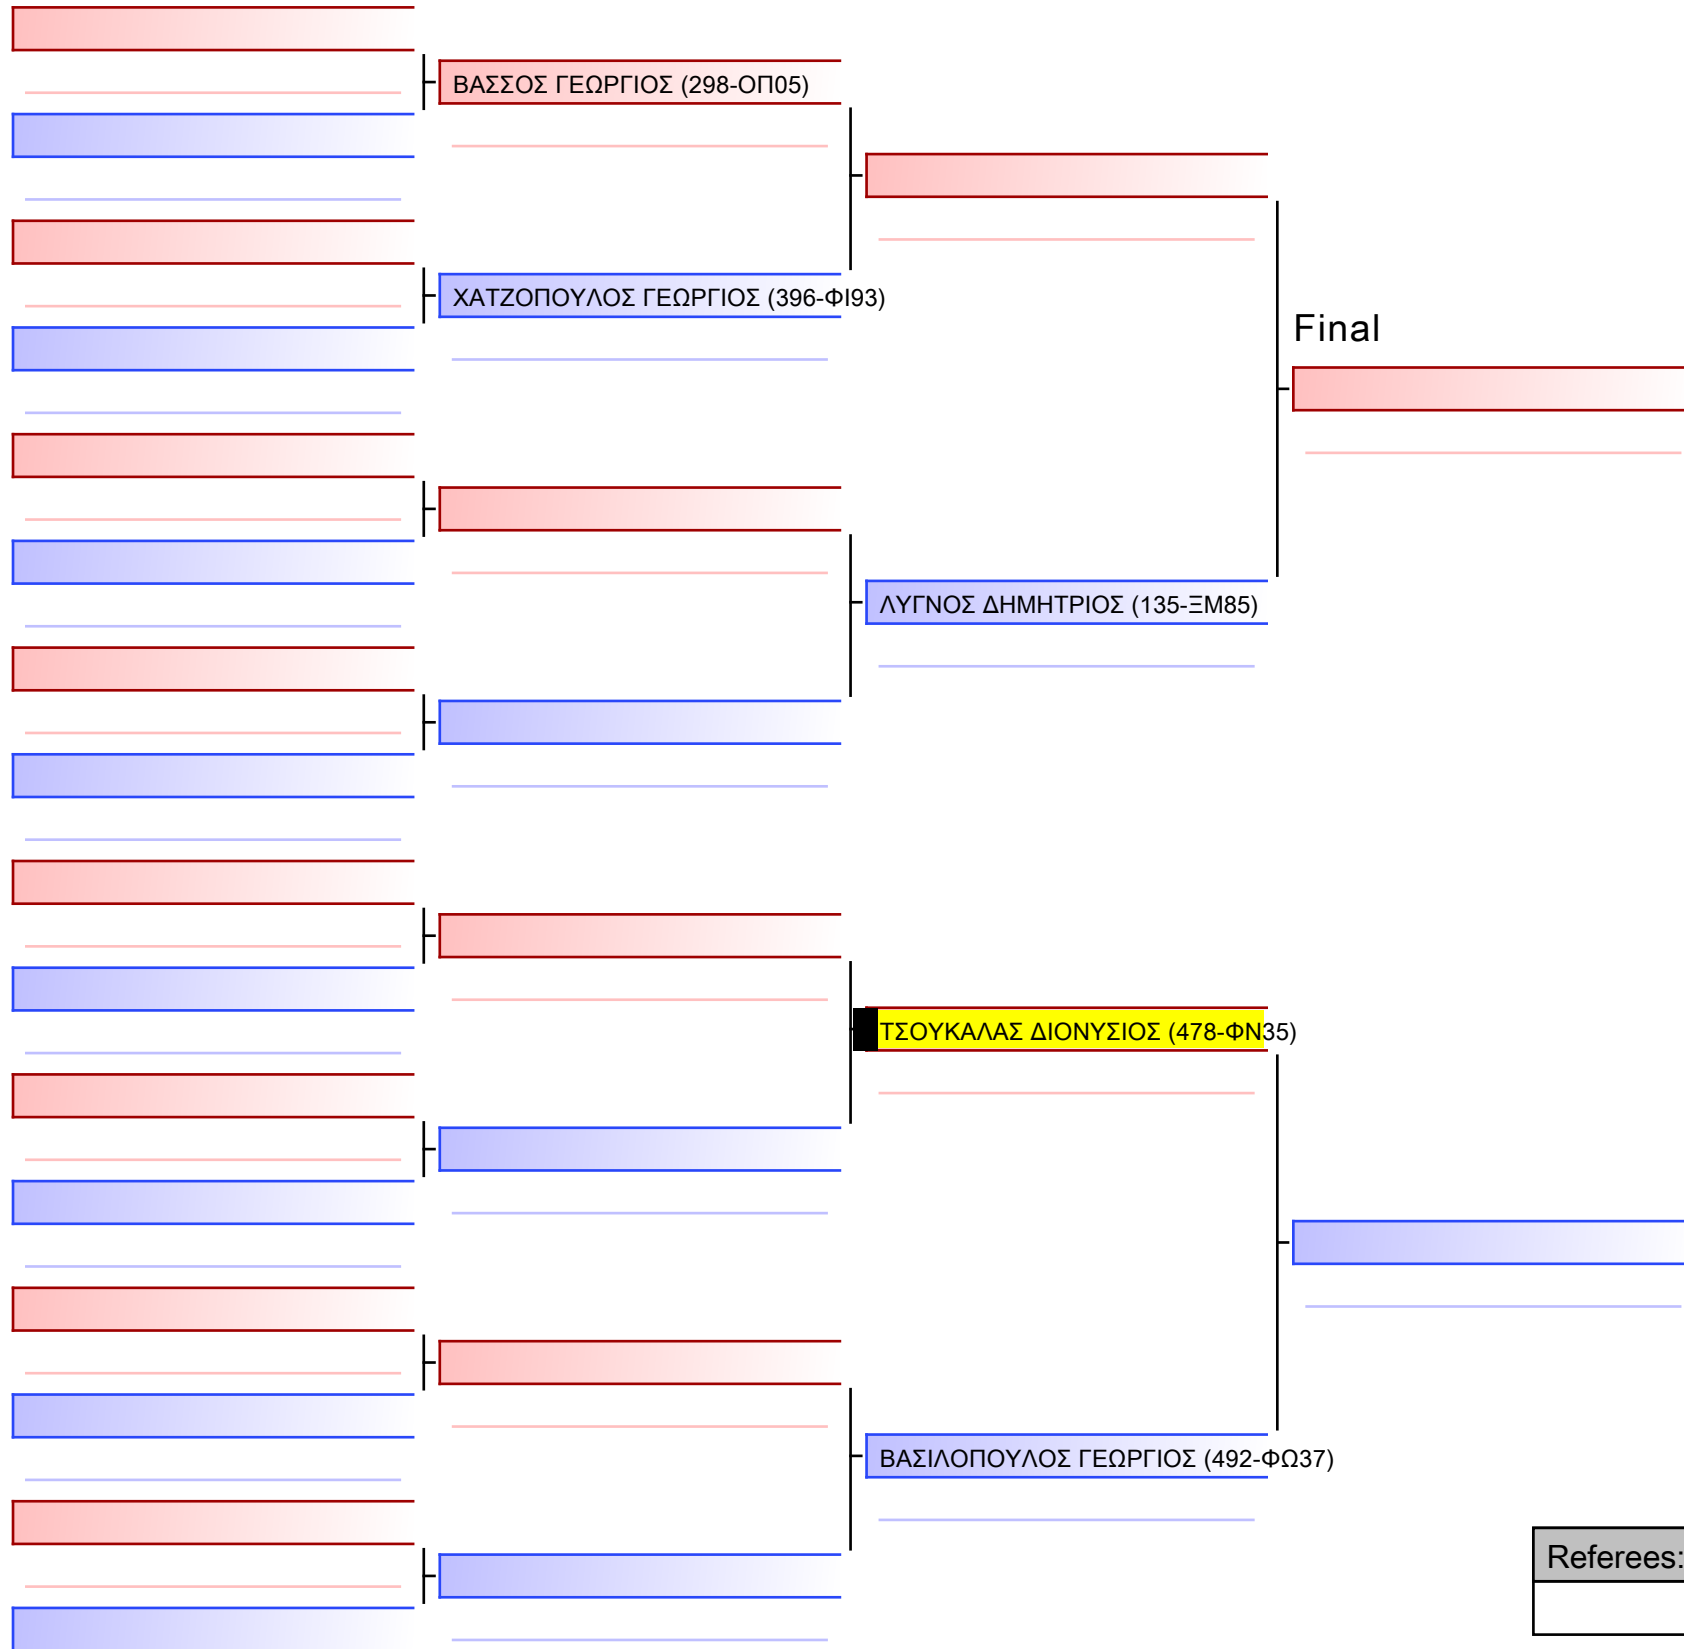 ΒΑΣΣΟΣ ΓΕΩΡΓΙΟΣ (298-ΟΠ05)
ΧΑΤΖΟΠΟΥΛΟΣ ΓΕΩΡΓΙΟΣ (396-ΦΙ93)
Final
ΛΥΓΝΟΣ ΔΗΜΗΤΡΙΟΣ (135-ΞΜ85)
ΤΣΟΥΚΑΛΑΣ ΔΙΟΝΥΣΙΟΣ (478-ΦΝ35)
ΒΑΣΙΛΟΠΟΥΛΟΣ ΓΕΩΡΓΙΟΣ (492-ΦΩ37)
Referees: